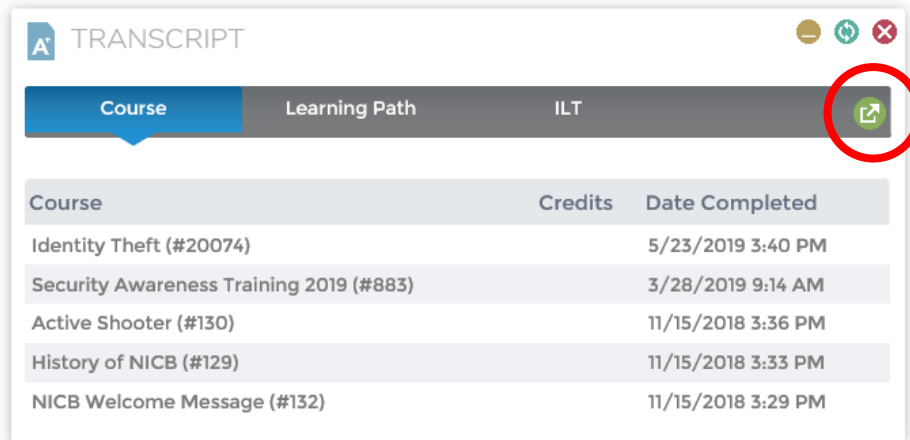 A+ TRANSCRIPT
Course Learning Path ILT
Course Credits Date Completed
Identity Theft (#20074) 5/23/2019 3:40 PM
Security Awareness Training 2019 (#883) 3/28/2019 9:14 AM
Active Shooter (#130) 11/15/2018 3:36 PM
History of NICB (#129) 11/15/2018 3:33 PM
NICB Welcome Message (#132) 11/15/2018 3:29 PM